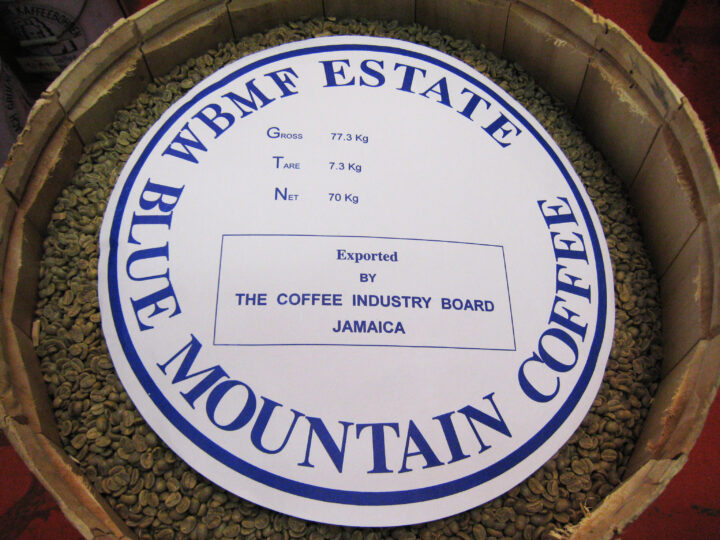 KAFFEEBOHNEN
WBMF ESTATE
GROSS 77.3 Kg
TARE 7.3 Kg
NET 70 Kg
Exported
BY
THE COFFEE INDUSTRY BOARD
JAMAICA
BLUE MOUNTAIN COFFEE